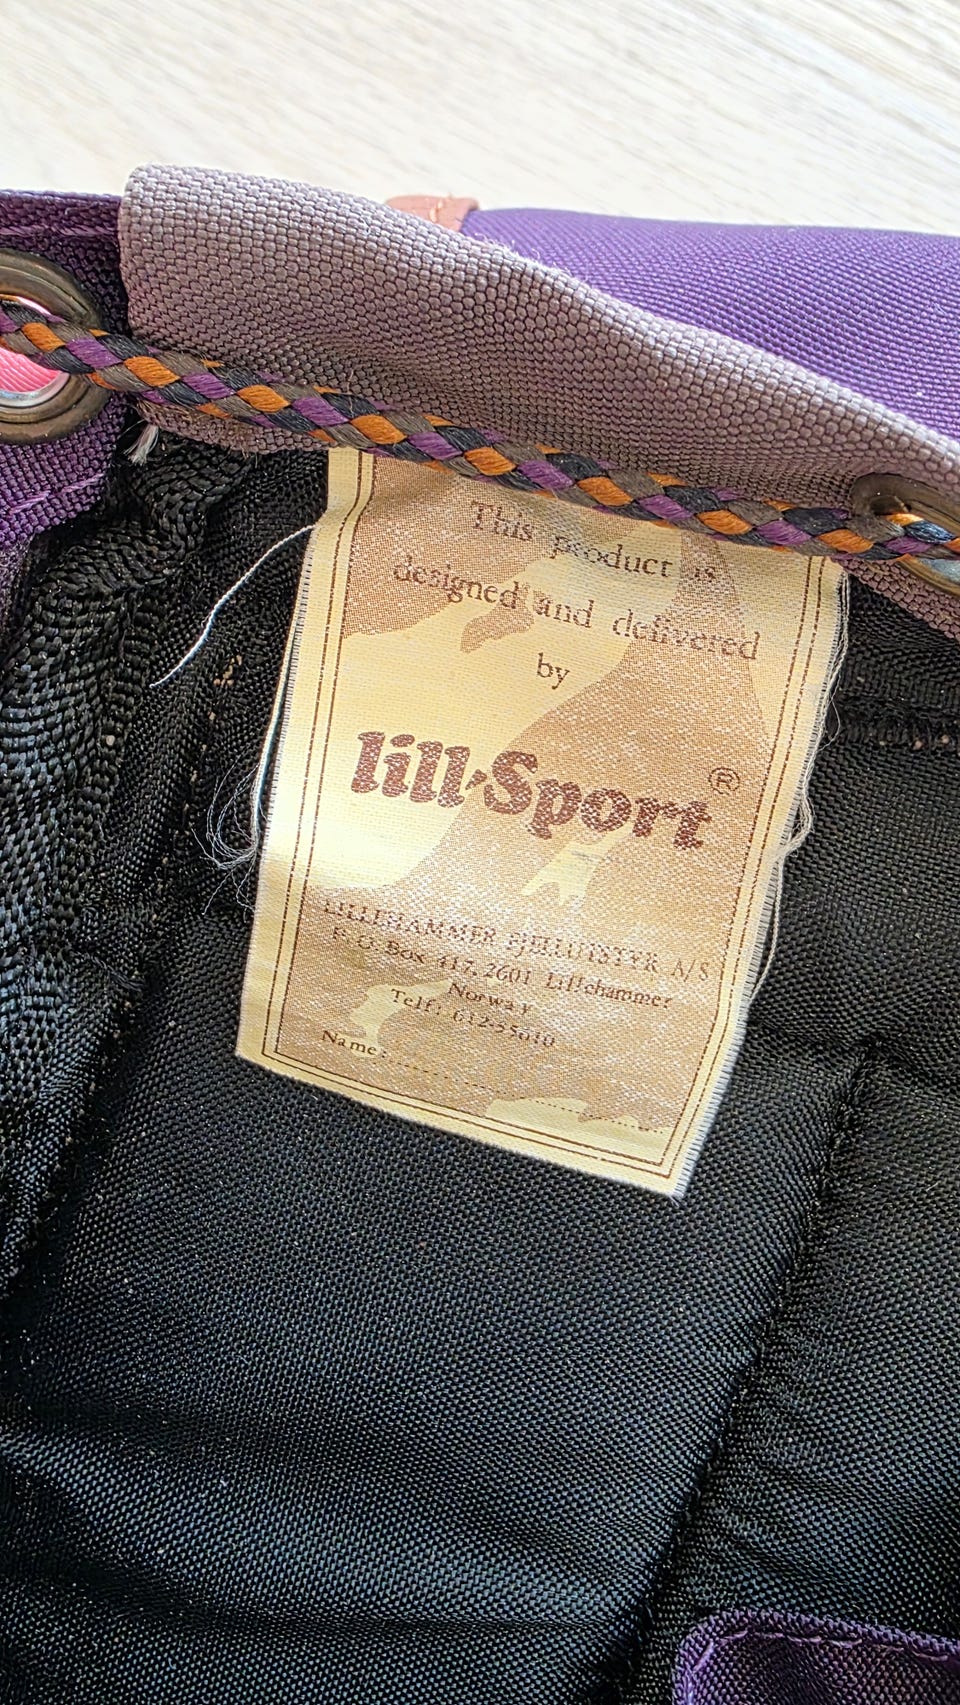 This product is
designed and delivered
by
lill-Sport ®
LILLEHAMMER FJELLUTSTYR A/S
P. O. Box 417, 2601 Lillehammer
Norway
Telf: 612-55010
Name: